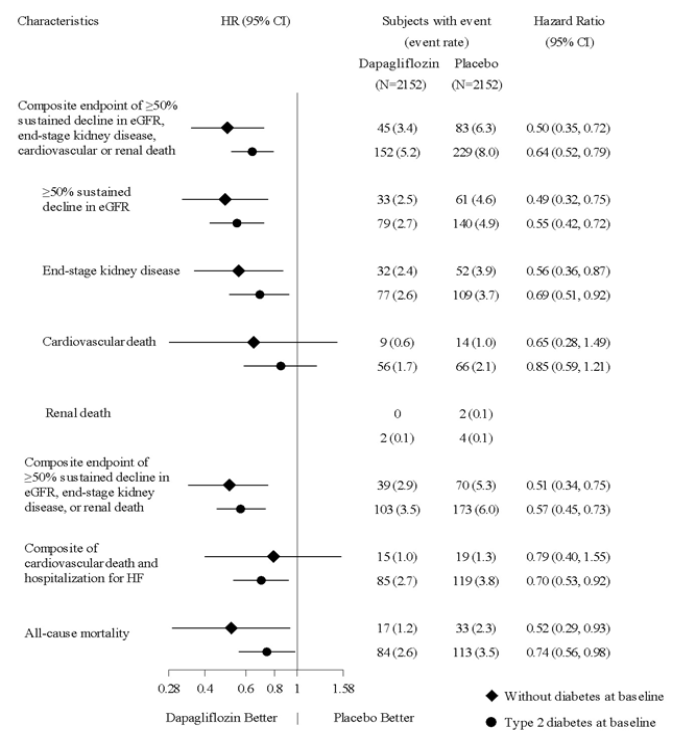 Characteristics HR (95% CI) Subjects with event Hazard Ratio
(event rate) (95% CI)
Dapagliflozin Placebo
(N=2152) (N=2152)
Composite endpoint of ≥50%
sustained decline in eGFR,
end-stage kidney disease,
cardiovascular or renal death
45 (3.4) 83 (6.3) 0.50 (0.35, 0.72)
152 (5.2) 229 (8.0) 0.64 (0.52, 0.79)
≥50% sustained
decline in eGFR
33 (2.5) 61 (4.6) 0.49 (0.32, 0.75)
79 (2.7) 140 (4.9) 0.55 (0.42, 0.72)
End-stage kidney disease 32 (2.4) 52 (3.9) 0.56 (0.36, 0.87)
77 (2.6) 109 (3.7) 0.69 (0.51, 0.92)
Cardiovascular death 9 (0.6) 14 (1.0) 0.65 (0.28, 1.49)
56 (1.7) 66 (2.1) 0.85 (0.59, 1.21)
Renal death 0 2 (0.1)
2 (0.1) 4 (0.1)
Composite endpoint of
≥50% sustained decline in
eGFR, end-stage kidney
disease, or renal death
39 (2.9) 70 (5.3) 0.51 (0.34, 0.75)
103 (3.5) 173 (6.0) 0.57 (0.45, 0.73)
Composite of
cardiovascular death and
hospitalization for HF
15 (1.0) 19 (1.3) 0.79 (0.40, 1.55)
85 (2.7) 119 (3.8) 0.70 (0.53, 0.92)
All-cause mortality 17 (1.2) 33 (2.3) 0.52 (0.29, 0.93)
84 (2.6) 113 (3.5) 0.74 (0.56, 0.98)
0.28 0.4 0.6 0.8 1 1.58
Dapagliflozin Better | Placebo Better
Without diabetes at baseline
Type 2 diabetes at baseline